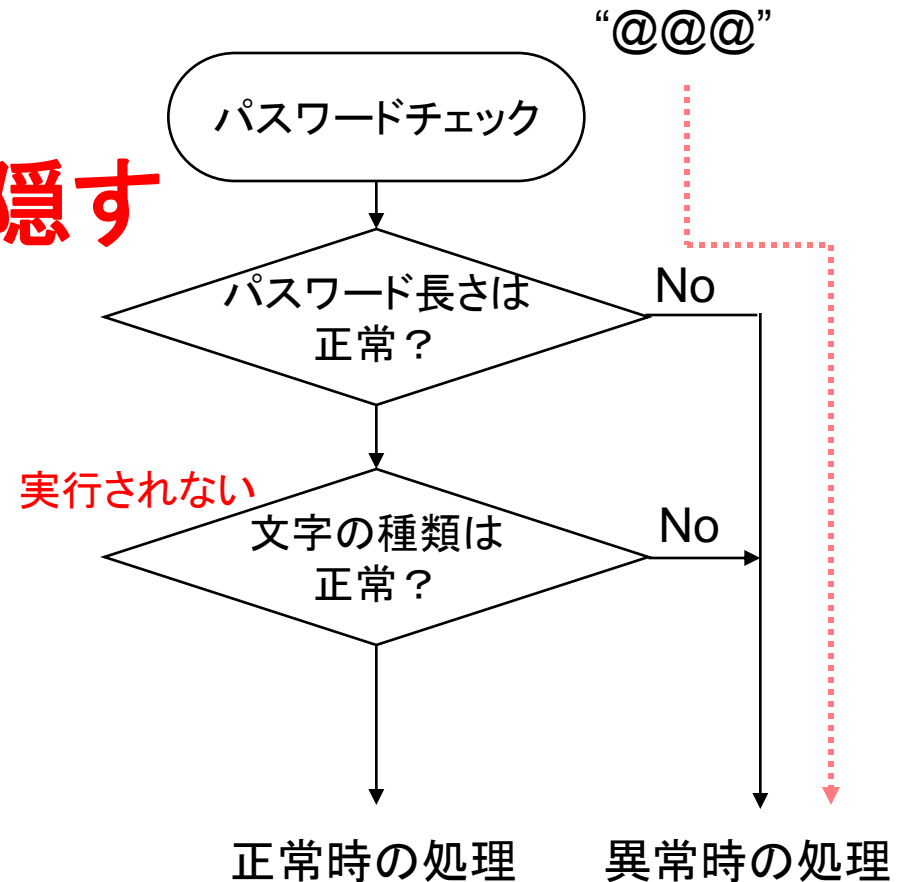 “@@@”
パスワードチェック
隠す
パスワード長さは
正常？
No
実行されない
文字の種類は
正常？
No
正常時の処理
異常時の処理